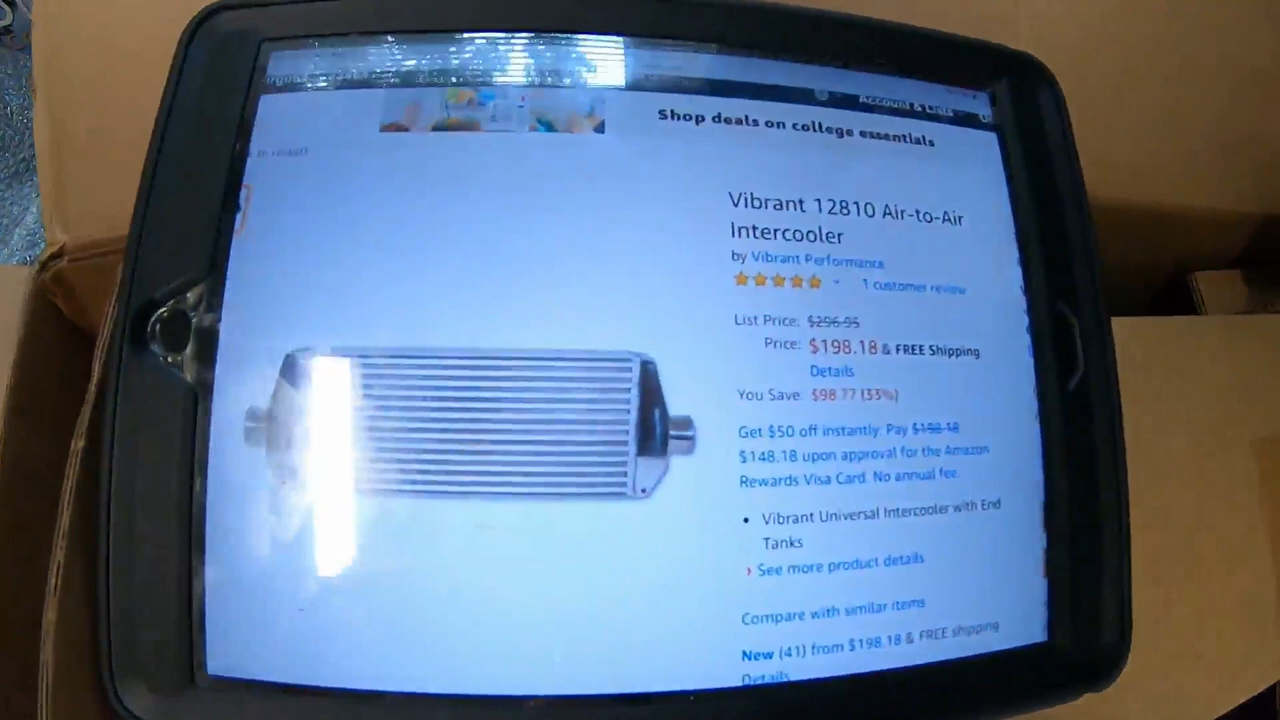 Account & Lists
Shop deals on college essentials
Vibrant 12810 Air-to-Air
Intercooler
by Vibrant Performance
1 customer review
List Price: $296.95
Price: $198.18 & FREE Shipping
Details
You Save: $98.77 (33%)
Get $50 off instantly: Pay $198.18
$148.18 upon approval for the Amazon
Rewards Visa Card. No annual fee.
• Vibrant Universal Intercooler with End
Tanks
› See more product details
Compare with similar items
New (41) from $198.18 & FREE shipping
Details